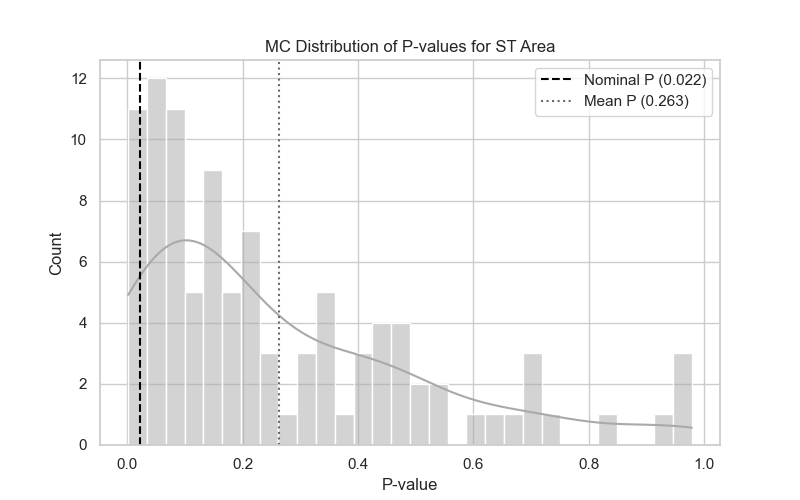 MC Distribution of P-values for ST Area
Nominal P (0.022)
Mean P (0.263)
Count
12
10
8
6
4
2
0
0.0 0.2 0.4 0.6 0.8 1.0
P-value